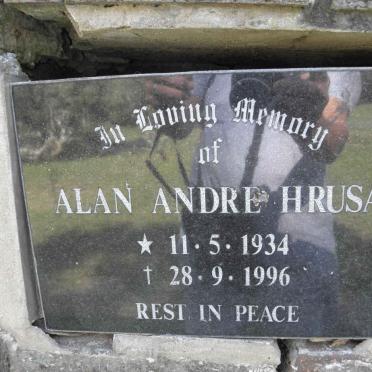 In Loving Memory
of
ALAN ANDRE HRUSA
★ 11·5·1934
† 28·9·1996
REST IN PEACE